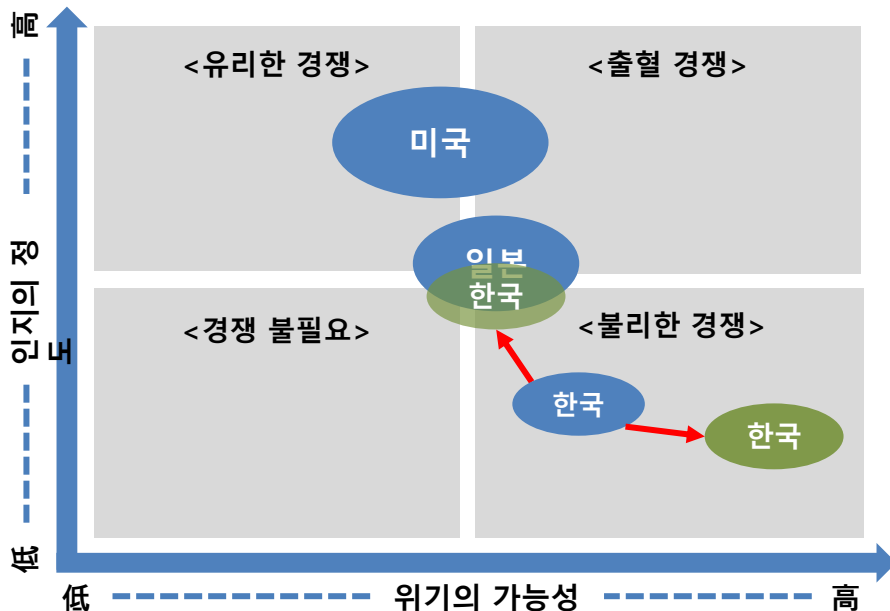 高
<유리한 경쟁>
<출혈 경쟁>
미국
일본
한국
인지의 정
도
<경쟁 불필요>
<불리한 경쟁>
한국
한국
低
低
위기의 가능성
高